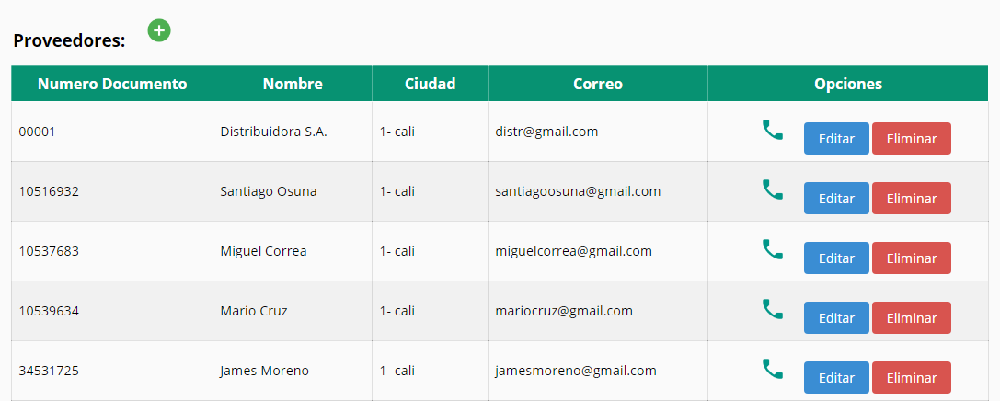 Proveedores:
Numero Documento Nombre Ciudad Correo Opciones
00001 Distribuidora S.A. 1- cali distr@gmail.com Editar Eliminar
10516932 Santiago Osuna 1- cali santiagoosuna@gmail.com Editar Eliminar
10537683 Miguel Correa 1- cali miguelcorrea@gmail.com Editar Eliminar
10539634 Mario Cruz 1- cali mariocruz@gmail.com Editar Eliminar
34531725 James Moreno 1- cali jamesmoreno@gmail.com Editar Eliminar